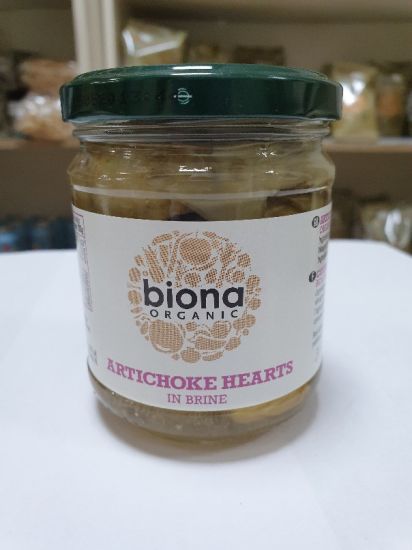 biona
ORGANIC
ARTICHOKE HEARTS
IN BRINE